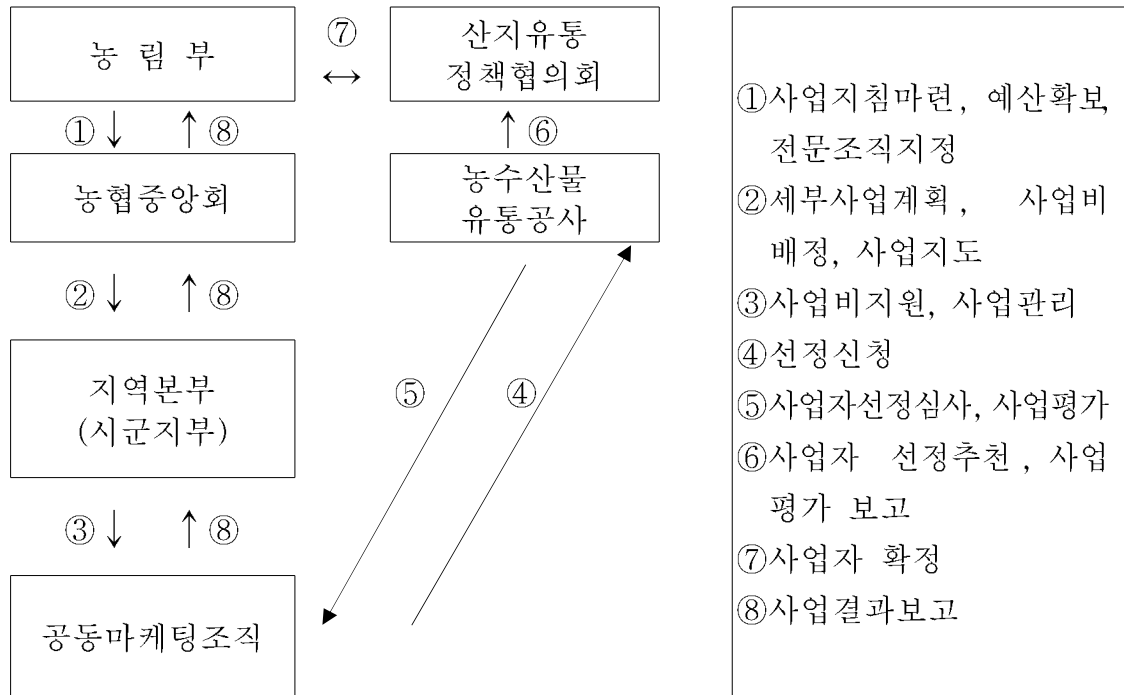 농 림 부
⑦
↔
산지유통
정책협의회
① ↓ ↑ ⑧
↑ ⑥
농협중앙회
농수산물
유통공사
② ↓ ↑ ⑧
지역본부
(시군지부)
⑤
④
③ ↓ ↑ ⑧
공동마케팅조직
①사업지침마련, 예산확보,
전문조직지정
②세부사업계획, 사업비
배정, 사업지도
③사업비지원, 사업관리
④선정신청
⑤사업자선정심사, 사업평가
⑥사업자 선정추천, 사업
평가 보고
⑦사업자 확정
⑧사업결과보고